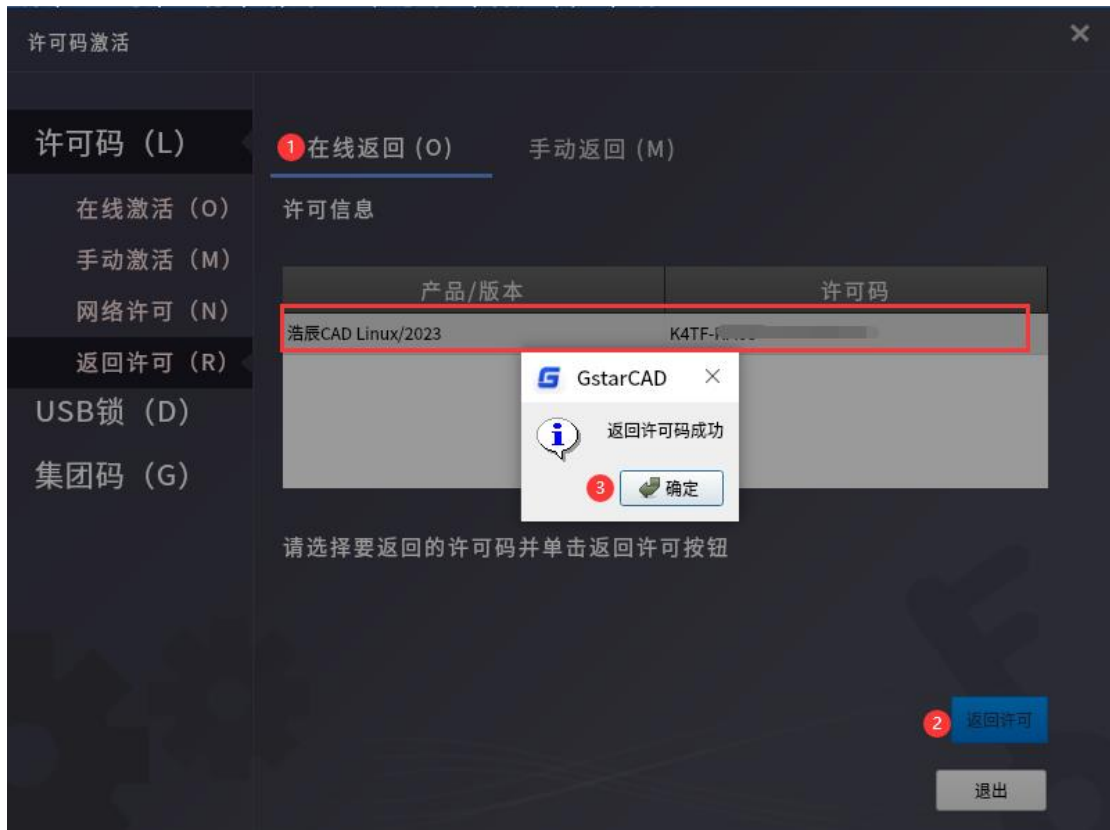 许可码激活
许可码（L）
1 在线返回 (O) 手动返回 (M)
在线激活（O）
许可信息
手动激活（M）
产品/版本 许可码
网络许可（N）
浩辰CAD Linux/2023 K4TF-
返回许可（R）
GstarCAD
USB锁（D）
返回许可码成功
集团码（G）
3 确定
请选择要返回的许可码并单击返回许可按钮
2 返回许可
退出